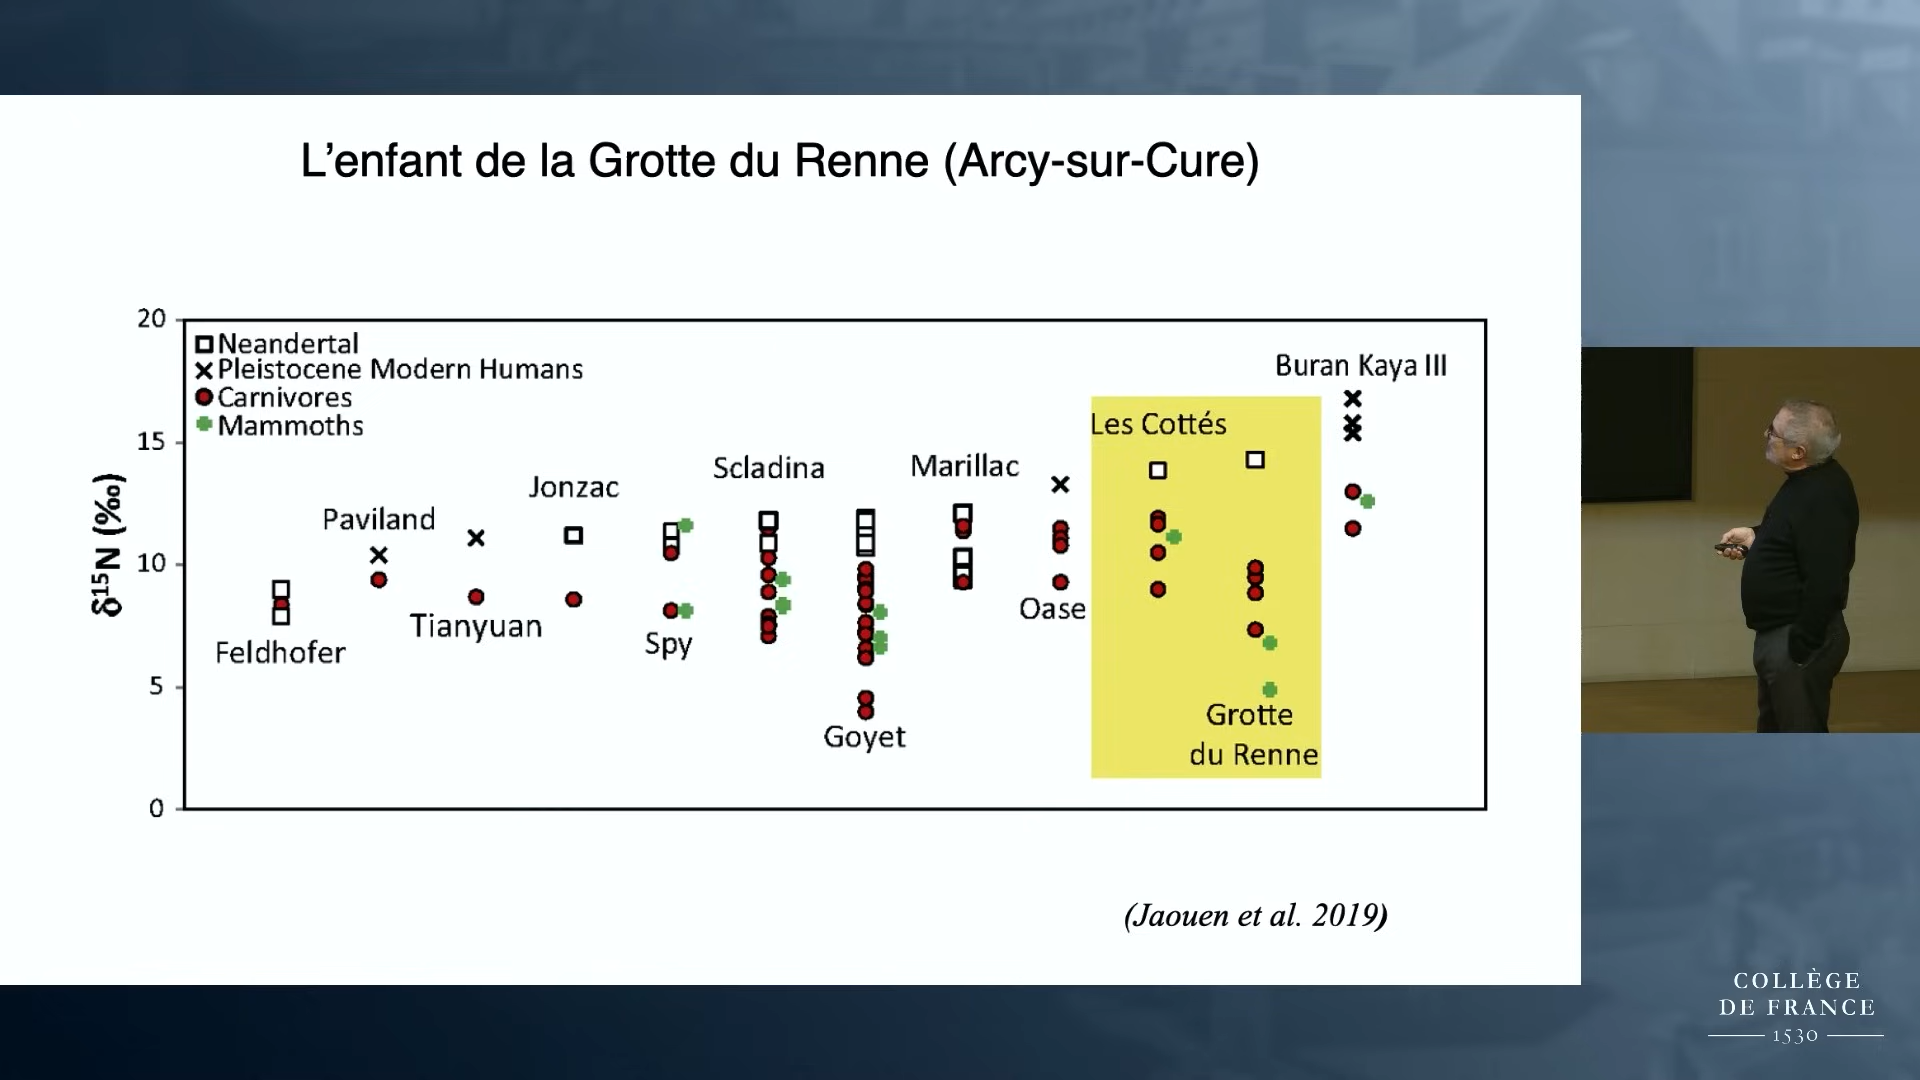 L'enfant de la Grotte du Renne (Arcy-sur-Cure)
20
15
10
5
0
δ¹⁵N (‰)
Neandertal
Pleistocene Modern Humans
Carnivores
Mammoths
Feldhofer
Paviland
Tianyuan
Jonzac
Spy
Scladina
Goyet
Marillac
Oase
Les Cottés
Grotte
du Renne
Buran Kaya III
(Jaouen et al. 2019)
COLLÈGE
DE FRANCE
1530